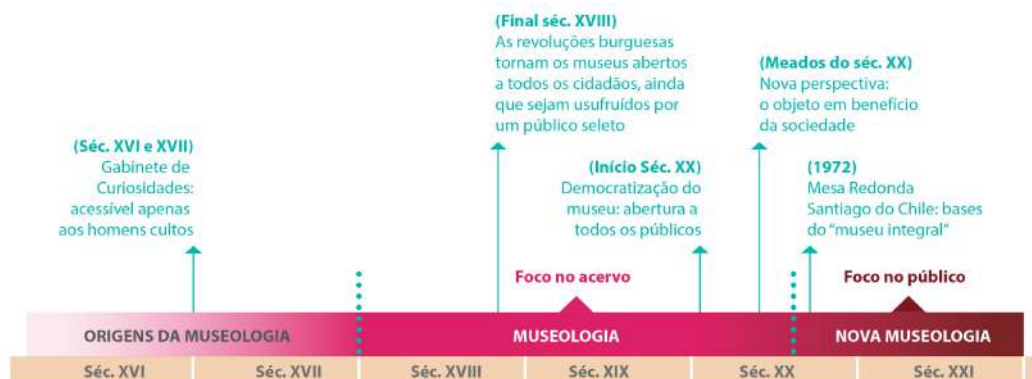 (Final séc. XVIII)
As revoluções burguesas
tornam os museus abertos
a todos os cidadãos, ainda
que sejam usufruídos por
um público seleto
(Meados do séc. XX)
Nova perspectiva:
o objeto em benefício
da sociedade
(Séc. XVI e XVII)
Gabinete de
Curiosidades:
acessível apenas
aos homens cultos
(Início Séc. XX)
Democratização do
museu: abertura a
todos os públicos
(1972)
Mesa Redonda
Santiago do Chile: bases
do “museu integral”
Foco no acervo
Foco no público
ORIGENS DA MUSEOLOGIA
MUSEOLOGIA
NOVA MUSEOLOGIA
Séc. XVI
Séc. XVII
Séc. XVIII
Séc. XIX
Séc. XX
Séc. XXI